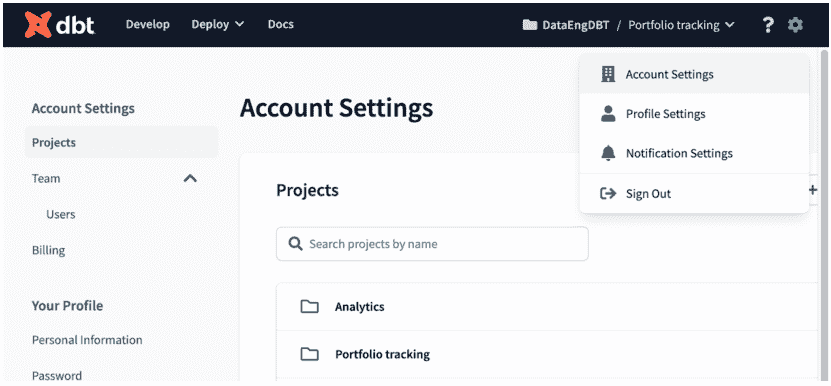 dbt Develop Deploy Docs DataEngDBT / Portfolio tracking ?
Account Settings
Profile Settings
Notification Settings
Sign Out
Account Settings
Projects
Team
Users
Billing
Your Profile
Personal Information
Password
Account Settings
Projects +
Search projects by name
Analytics
Portfolio tracking